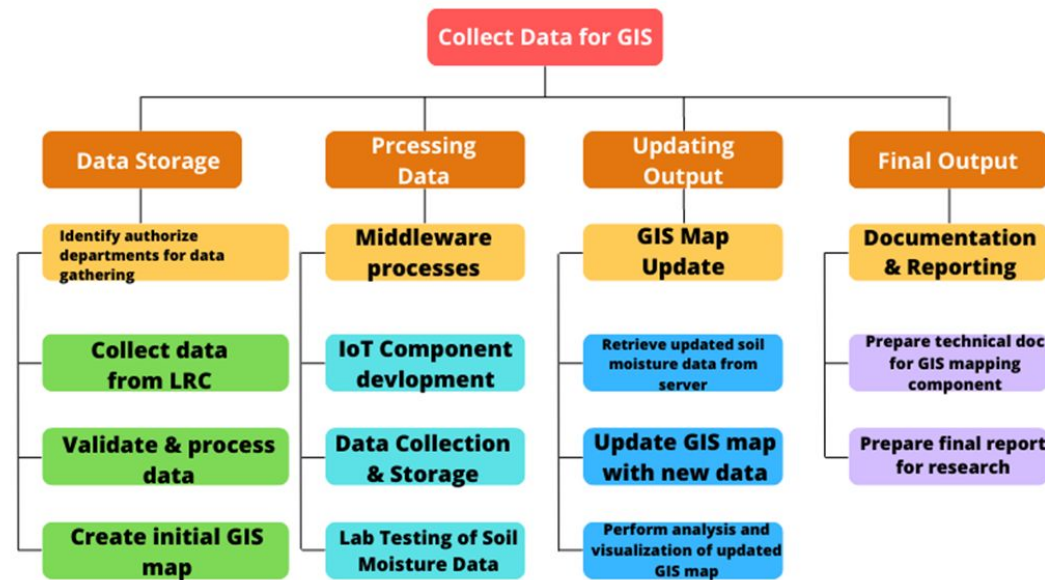 Collect Data for GIS
Data Storage
Prcessing
Data
Updating
Output
Final Output
Identify authorize
departments for data
gathering
Middleware
processes
GIS Map
Update
Documentation
& Reporting
Collect data
from LRC
IoT Component
devlopment
Retrieve updated soil
moisture data from
server
Prepare technical doc
for GIS mapping
component
Validate & process
data
Data Collection
& Storage
Update GIS map
with new data
Prepare final report
for research
Create initial GIS
map
Lab Testing of Soil
Moisture Data
Perform analysis and
visualization of updated
GIS map